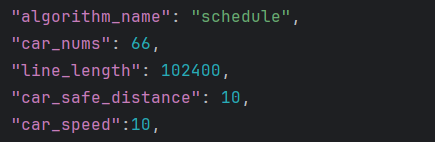 "algorithm_name": "schedule",
"car_nums": 66,
"line_length": 102400,
"car_safe_distance": 10,
"car_speed":10,